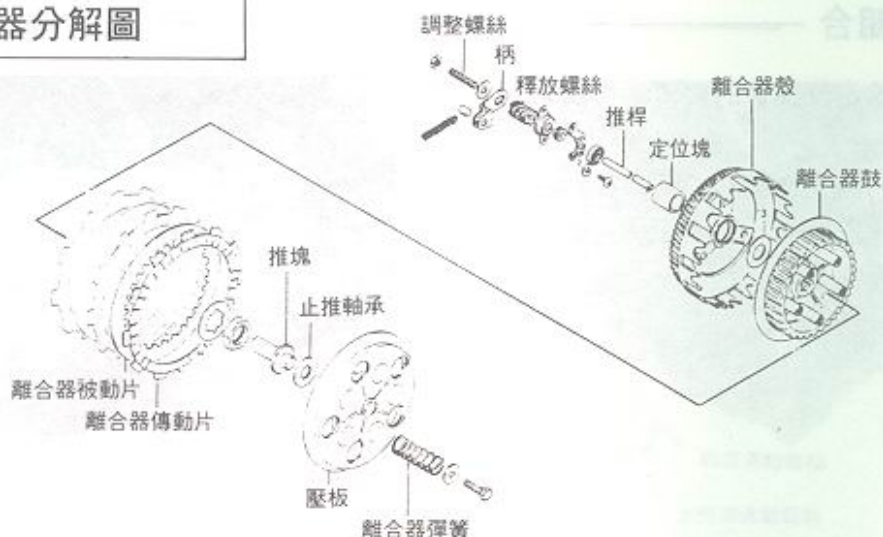 器分解圖
調整螺絲
柄
釋放螺絲
離合器殼
推桿
定位塊
離合器鼓
推塊
止推軸承
離合器被動片
離合器傳動片
壓板
離合器彈簧